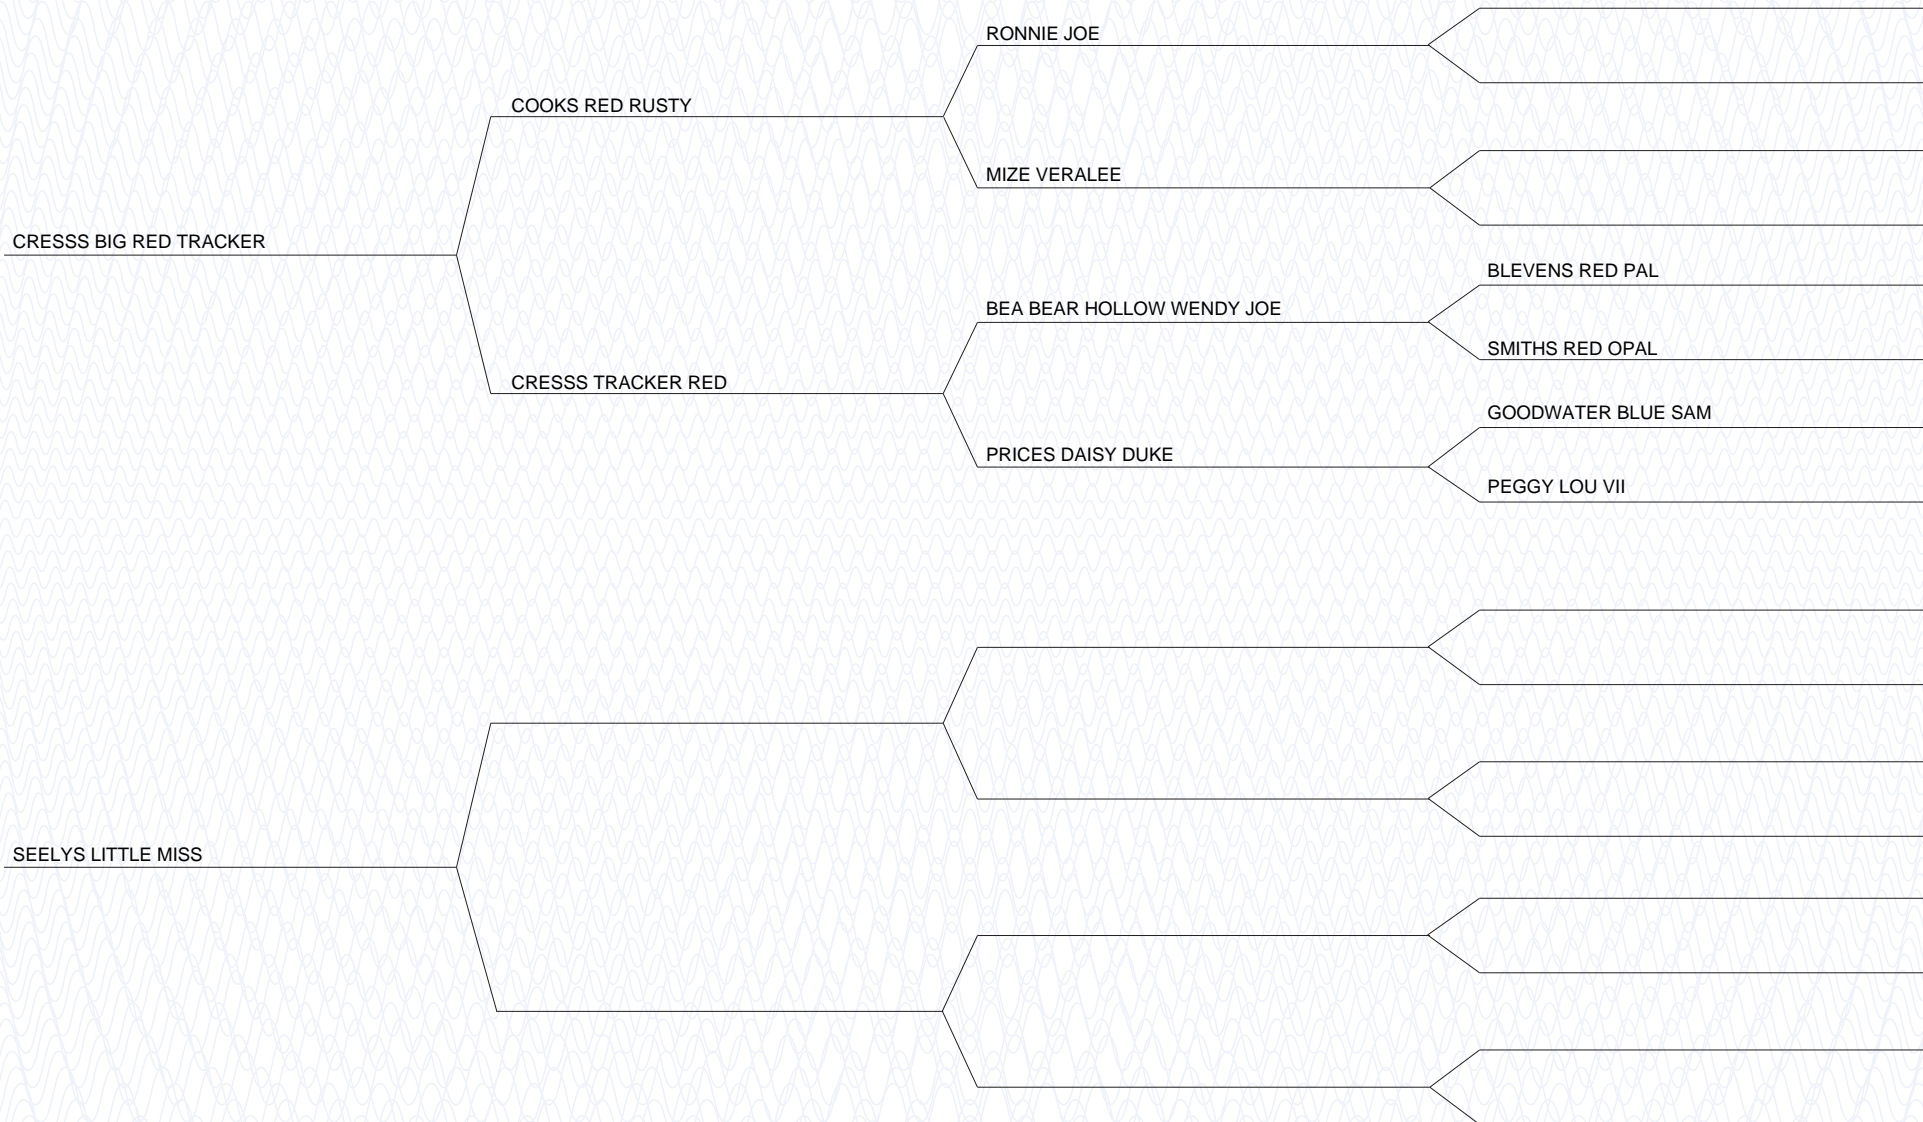 RONNIE JOE
COOKS RED RUSTY
MIZE VERALEE
CRESSS BIG RED TRACKER
BLEVENS RED PAL
BEA BEAR HOLLOW WENDY JOE
SMITHS RED OPAL
CRESSS TRACKER RED
GOODWATER BLUE SAM
PRICES DAISY DUKE
PEGGY LOU VII
SEELYS LITTLE MISS